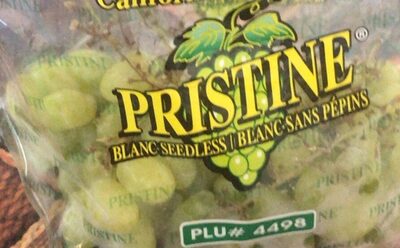 PRISTINE®
BLANC SEEDLESS / BLANC SANS PÉPINS
PLU# 4498